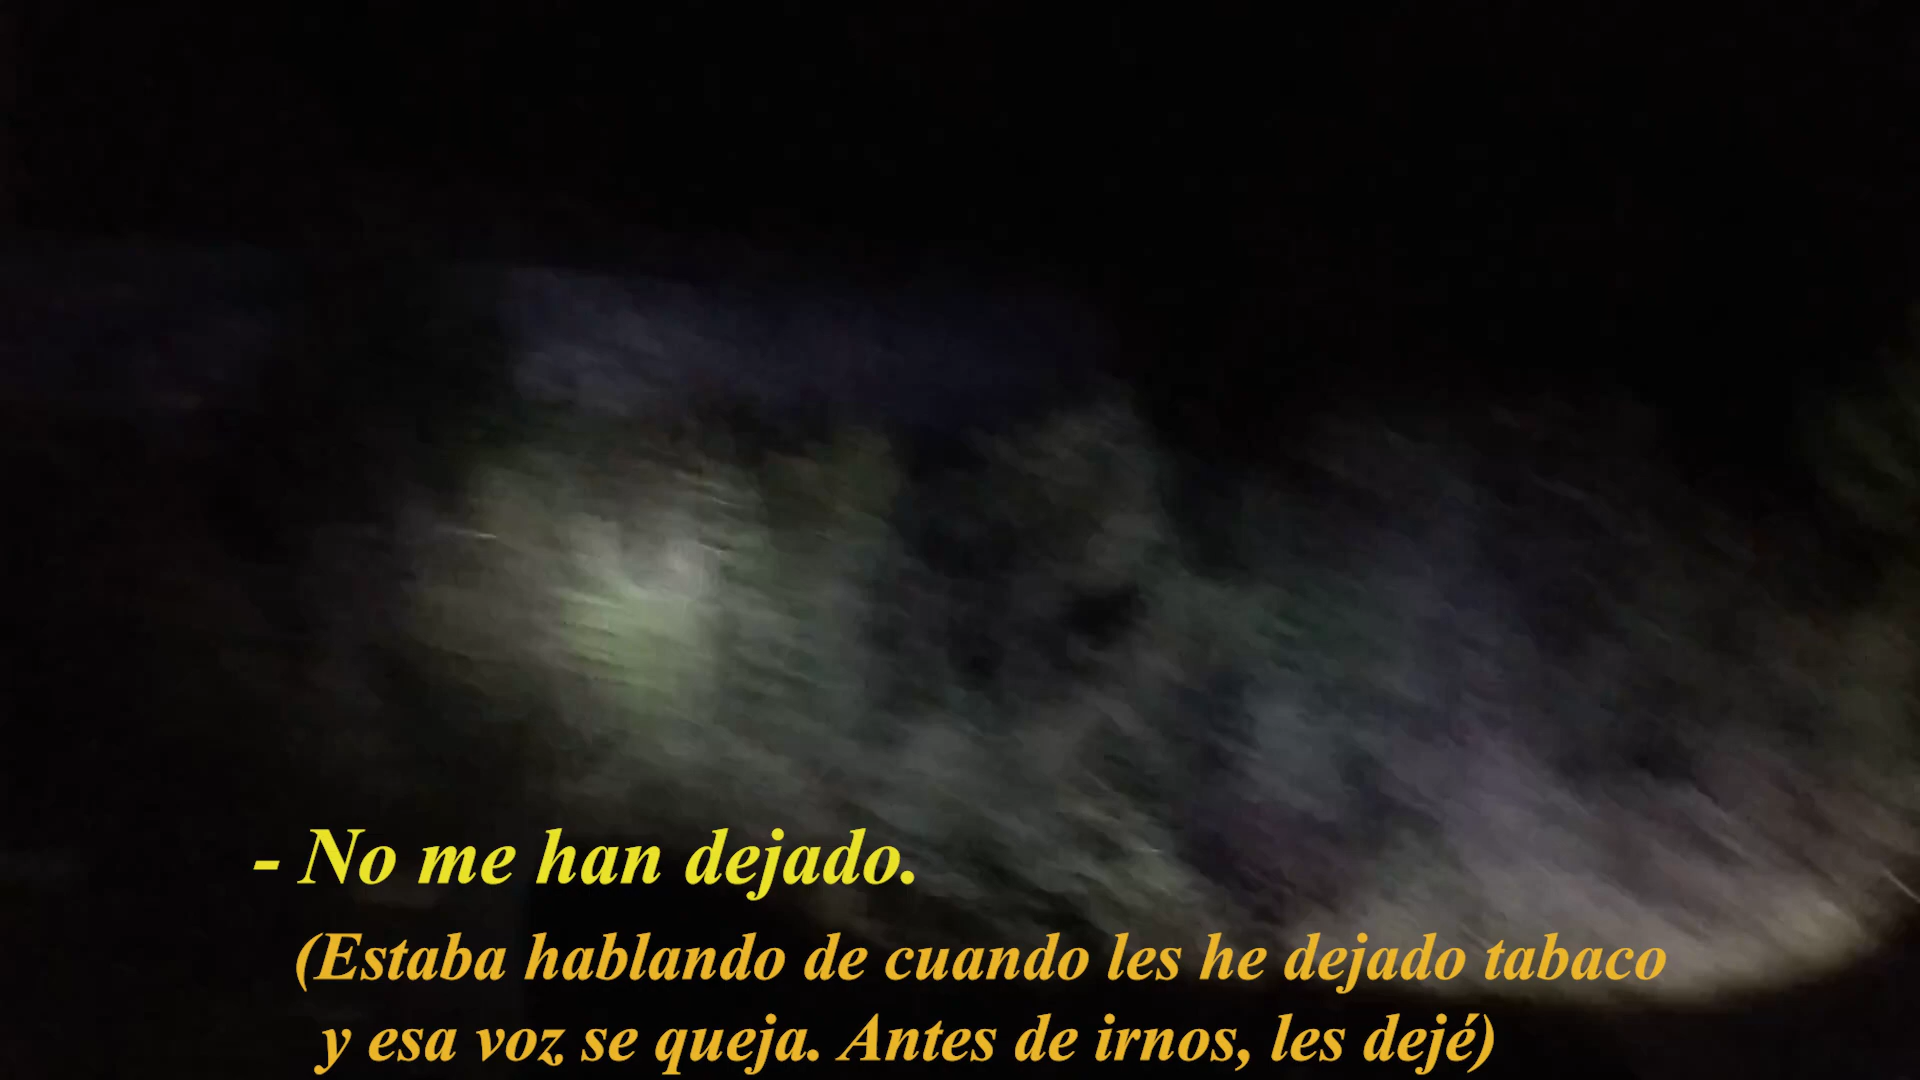 - No me han dejado.
(Estaba hablando de cuando les he dejado tabaco
y esa voz se queja. Antes de irnos, les dejé)